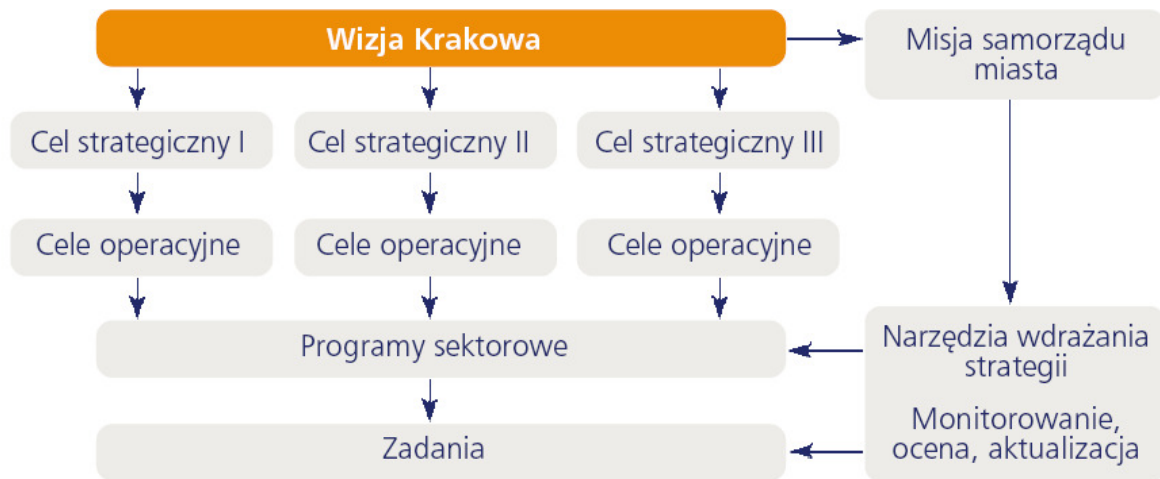 Wizja Krakowa
Misja samorządu
miasta
Cel strategiczny I
Cel strategiczny II
Cel strategiczny III
Cele operacyjne
Cele operacyjne
Cele operacyjne
Programy sektorowe
Narzędzia wdrażania
strategii
Zadania
Monitorowanie,
ocena, aktualizacja